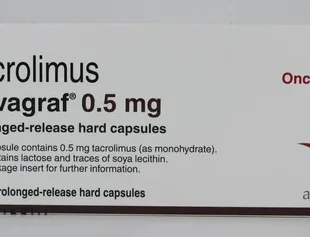 crolimus
vagraf® 0.5 mg
nged-release hard capsules
psule contains 0.5 mg tacrolimus (as monohydrate).
tains lactose and traces of soya lecithin.
kage insert for further information.
rolonged-release hard capsules
Onc
a